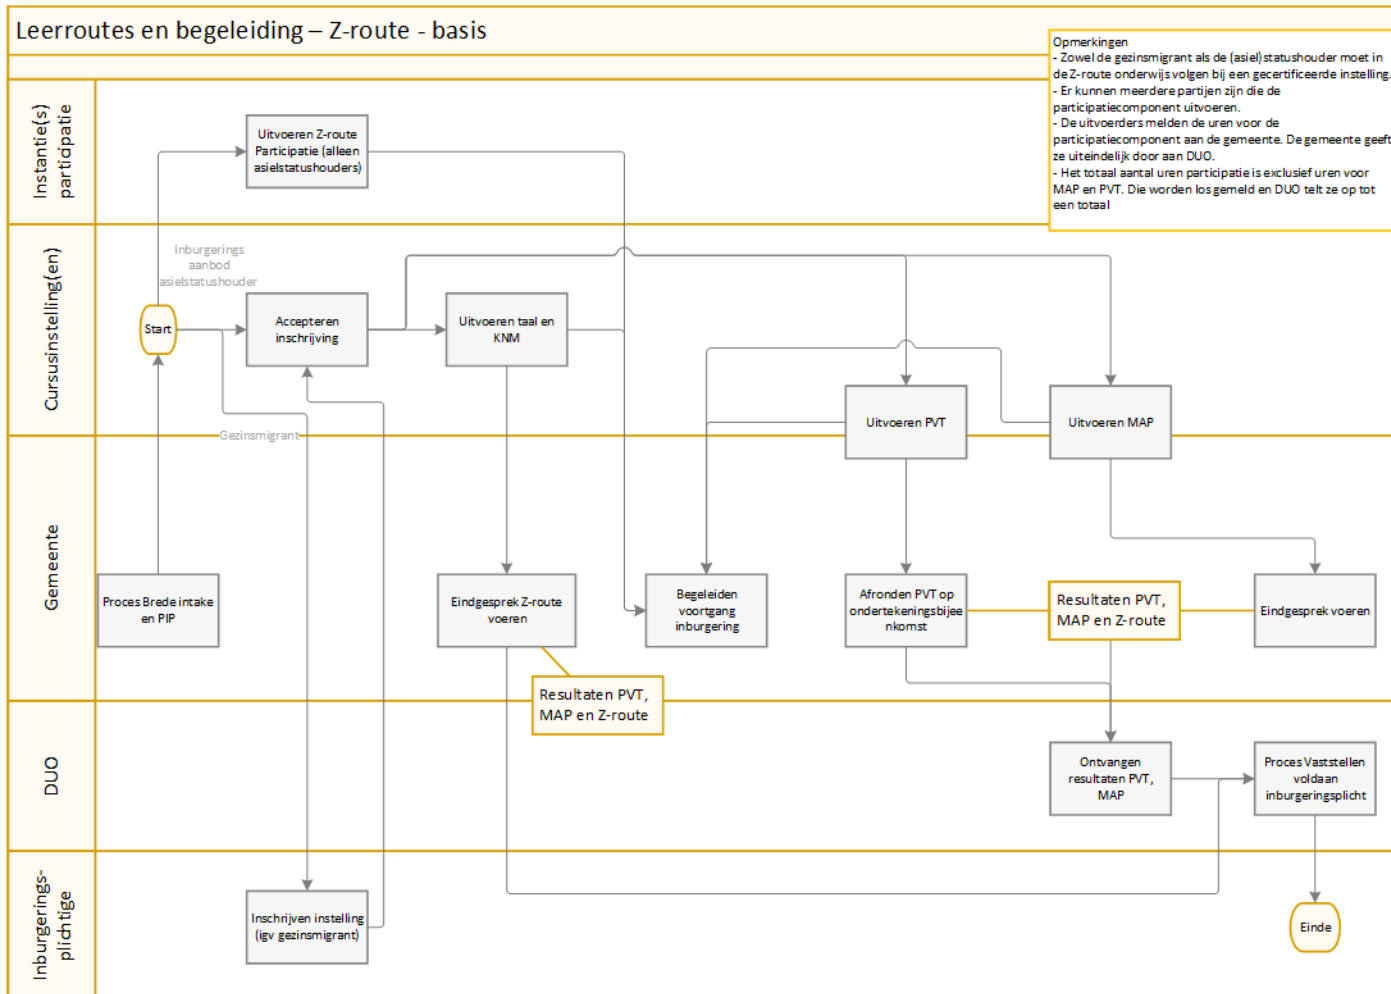 Leerroutes en begeleiding – Z-route - basis
Opmerkingen
- Zowel de gezinsmigrant als de (asiel)statushouder moet in
de Z-route onderwijs volgen bij een gecertificeerde instelling.
- Er kunnen meerdere partijen zijn die de
participatiecomponent uitvoeren.
- De uitvoerders melden de uren voor de
participatiecomponent aan de gemeente. De gemeente geeft
ze uiteindelijk door aan DUO.
- Het totaal aantal uren participatie is exclusief uren voor
MAP en PVT. Die worden los gemeld en DUO telt ze op tot
een totaal
Instantie(s)
partidpatie
Uitvoeren Z-route
Participatie (alleen
asielstatushouders)
Cursusinstelling(en)
Inburgerings
aanbod
asielstatushouder
Start
Accepteren
inschrijving
Uitvoeren taal en
KNM
Uitvoeren PVT
Uitvoeren MAP
Gezinsmigrant
Gemeente
Proces Brede intake
en PIP
Eindgesprek Z-route
voeren
Begeleiden
voortgang
inburgering
Afronden PVT op
ondertekeningsbijee
nkomst
Resultaten PVT,
MAP en Z-route
Eindgesprek voeren
Resultaten PVT,
MAP en Z-route
DUO
Ontvangen
resultaten PVT,
MAP
Proces Vaststellen
voldaan
inburgeringsplicht
Inburgerings-
plichtige
Inschrijven instelling
(igv gezinsmigrant)
Einde